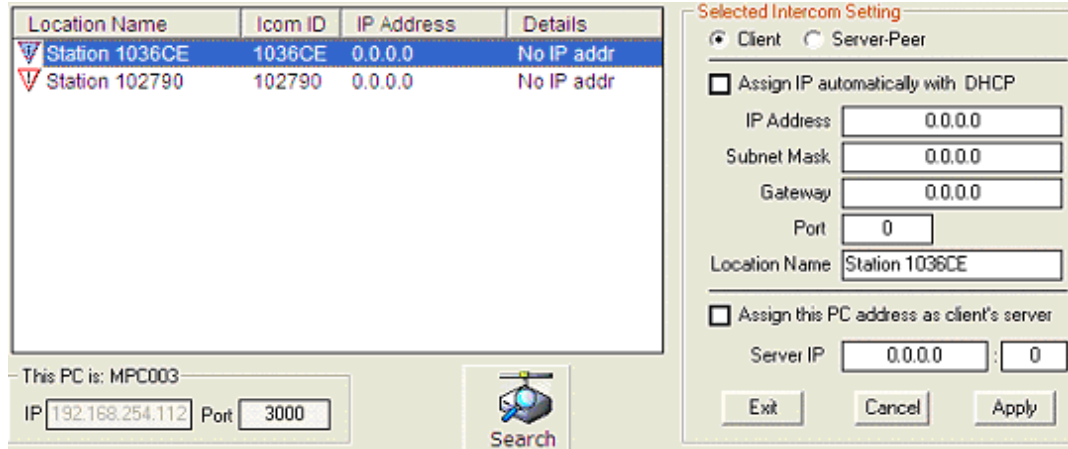 Location Name Icom ID IP Address Details
Station 1036CE 1036CE 0.0.0.0 No IP addr
Station 102790 102790 0.0.0.0 No IP addr
This PC is: MPC003
IP 192.168.254.112 Port 3000
Search
Selected Intercom Setting
Client Server-Peer
Assign IP automatically with DHCP
IP Address 0.0.0.0
Subnet Mask 0.0.0.0
Gateway 0.0.0.0
Port 0
Location Name Station 1036CE
Assign this PC address as client's server
Server IP 0.0.0.0 : 0
Exit Cancel Apply